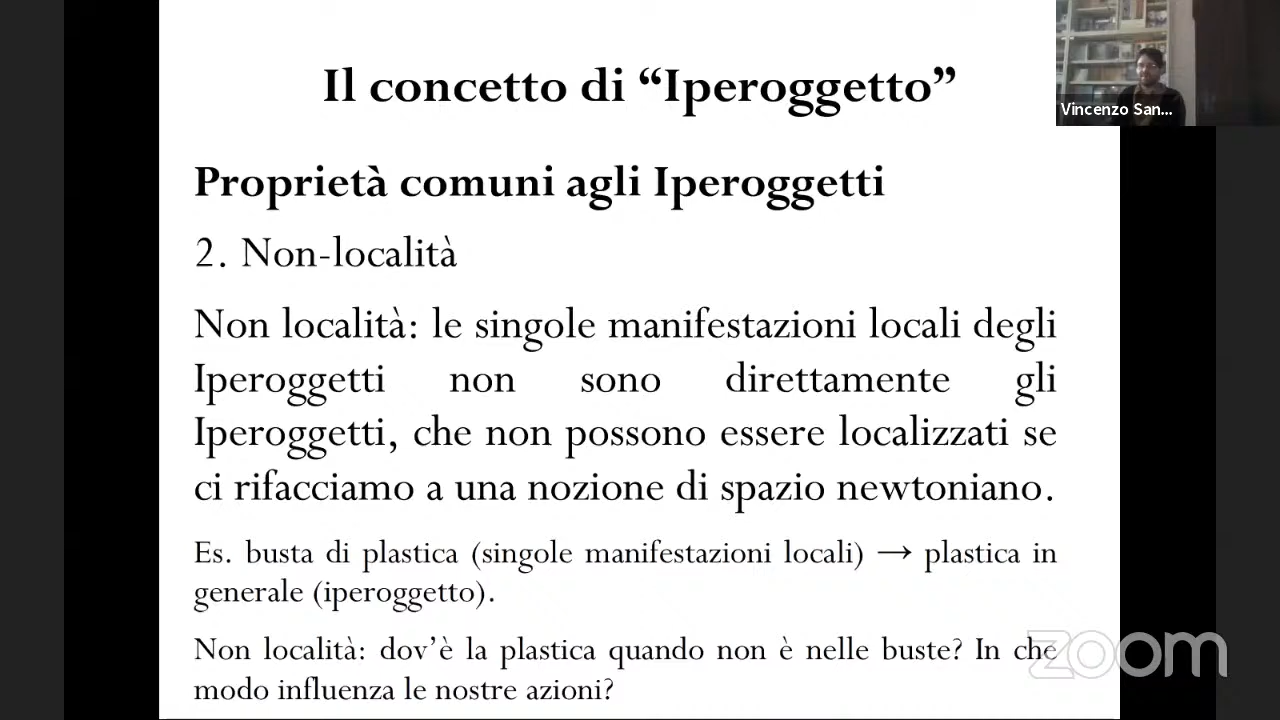 Il concetto di “Iperoggetto”
Vincenzo San...
Proprietà comuni agli Iperoggetti
2. Non-località
Non località: le singole manifestazioni locali degli
Iperoggetti non sono direttamente gli
Iperoggetti, che non possono essere localizzati se
ci rifacciamo a una nozione di spazio newtoniano.
Es. busta di plastica (singole manifestazioni locali) → plastica in
generale (iperoggetto).
Non località: dov’è la plastica quando non è nelle buste? In che
modo influenza le nostre azioni?
zoom